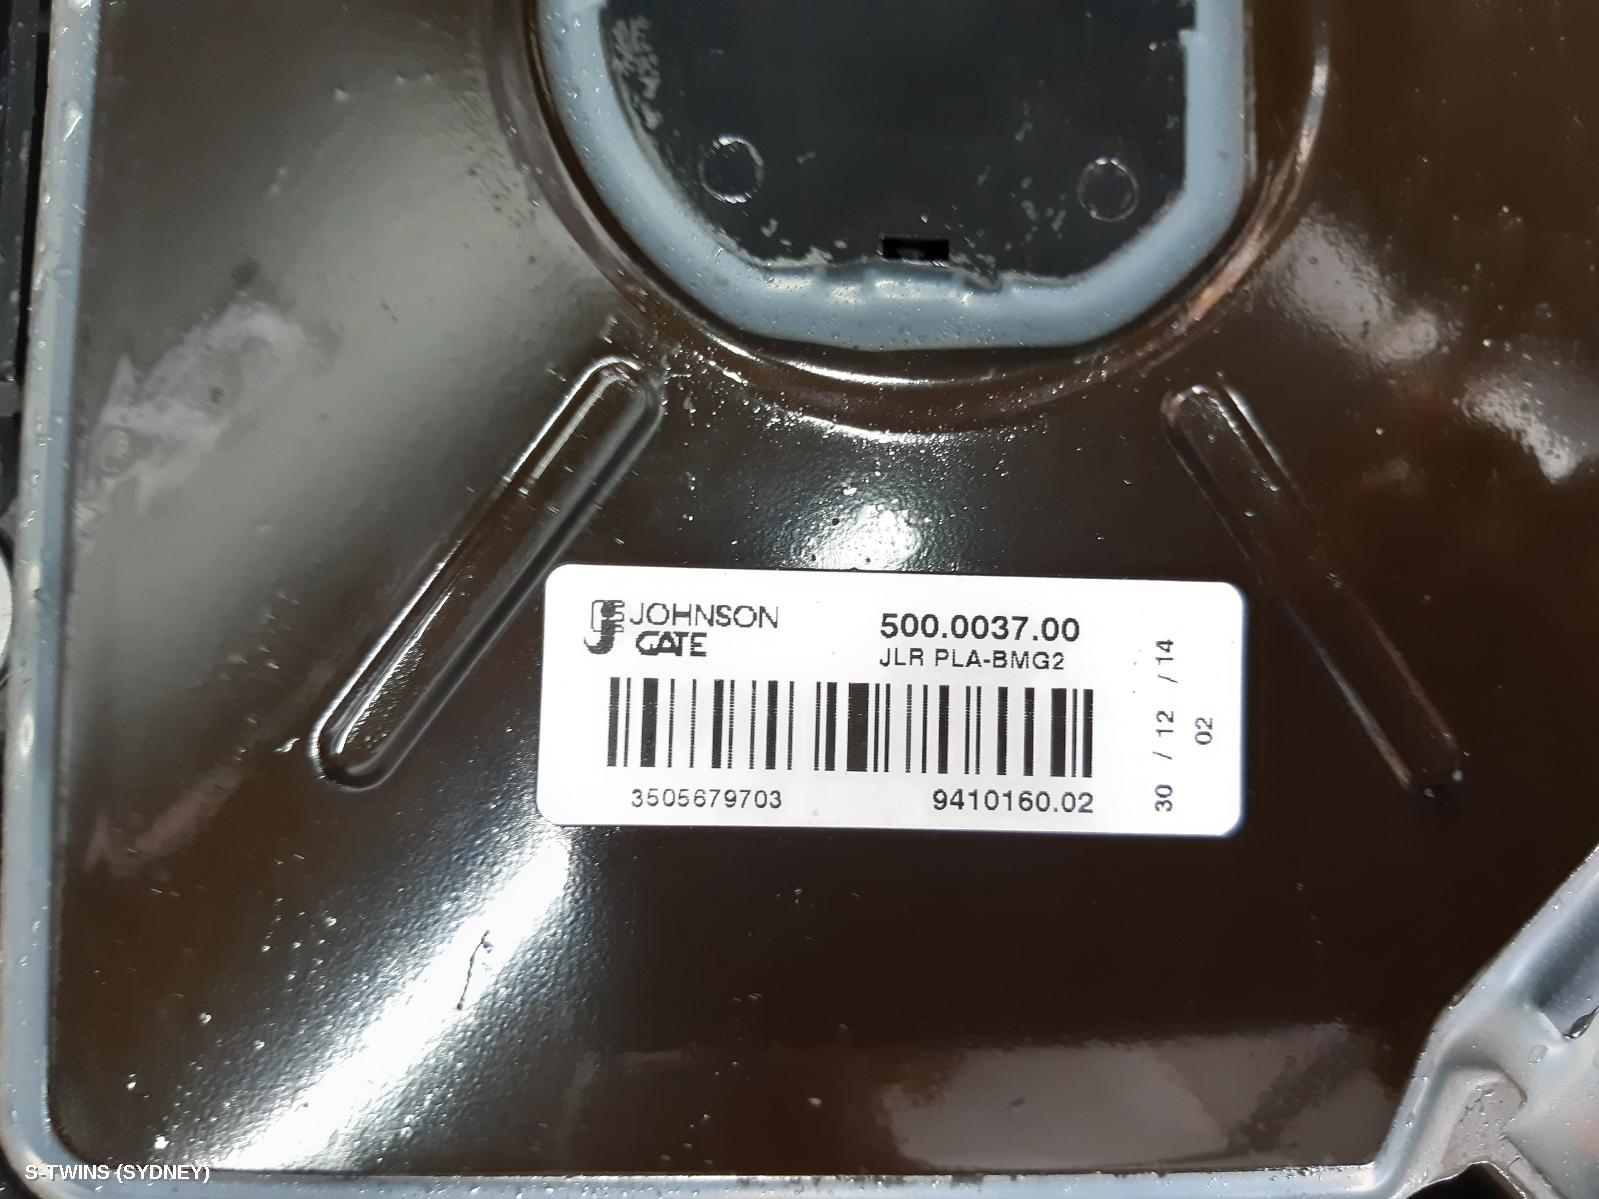 JOHNSON
GATE
500.0037.00
JLR PLA-BMG2
3505679703
9410160.02
30 / 12 / 14
02
S-TWINS (SYDNEY)